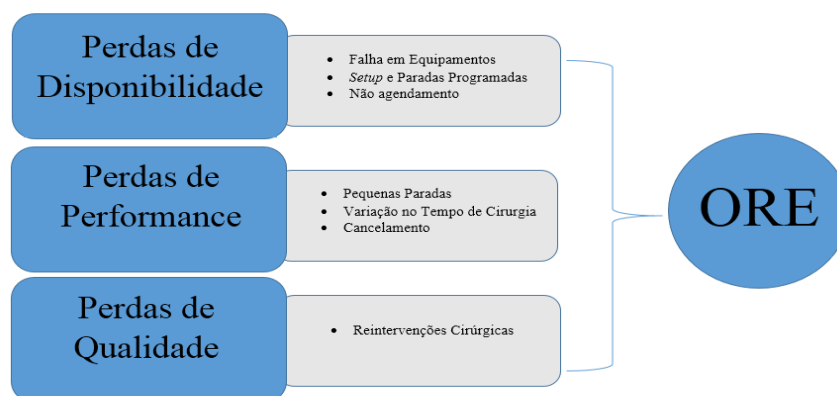 Perdas de
Disponibilidade
• Falha em Equipamentos
• Setup e Paradas Programadas
• Não agendamento
Perdas de
Performance
• Pequenas Paradas
• Variação no Tempo de Cirurgia
• Cancelamento
Perdas de
Qualidade
• Reintervenções Cirúrgicas
ORE